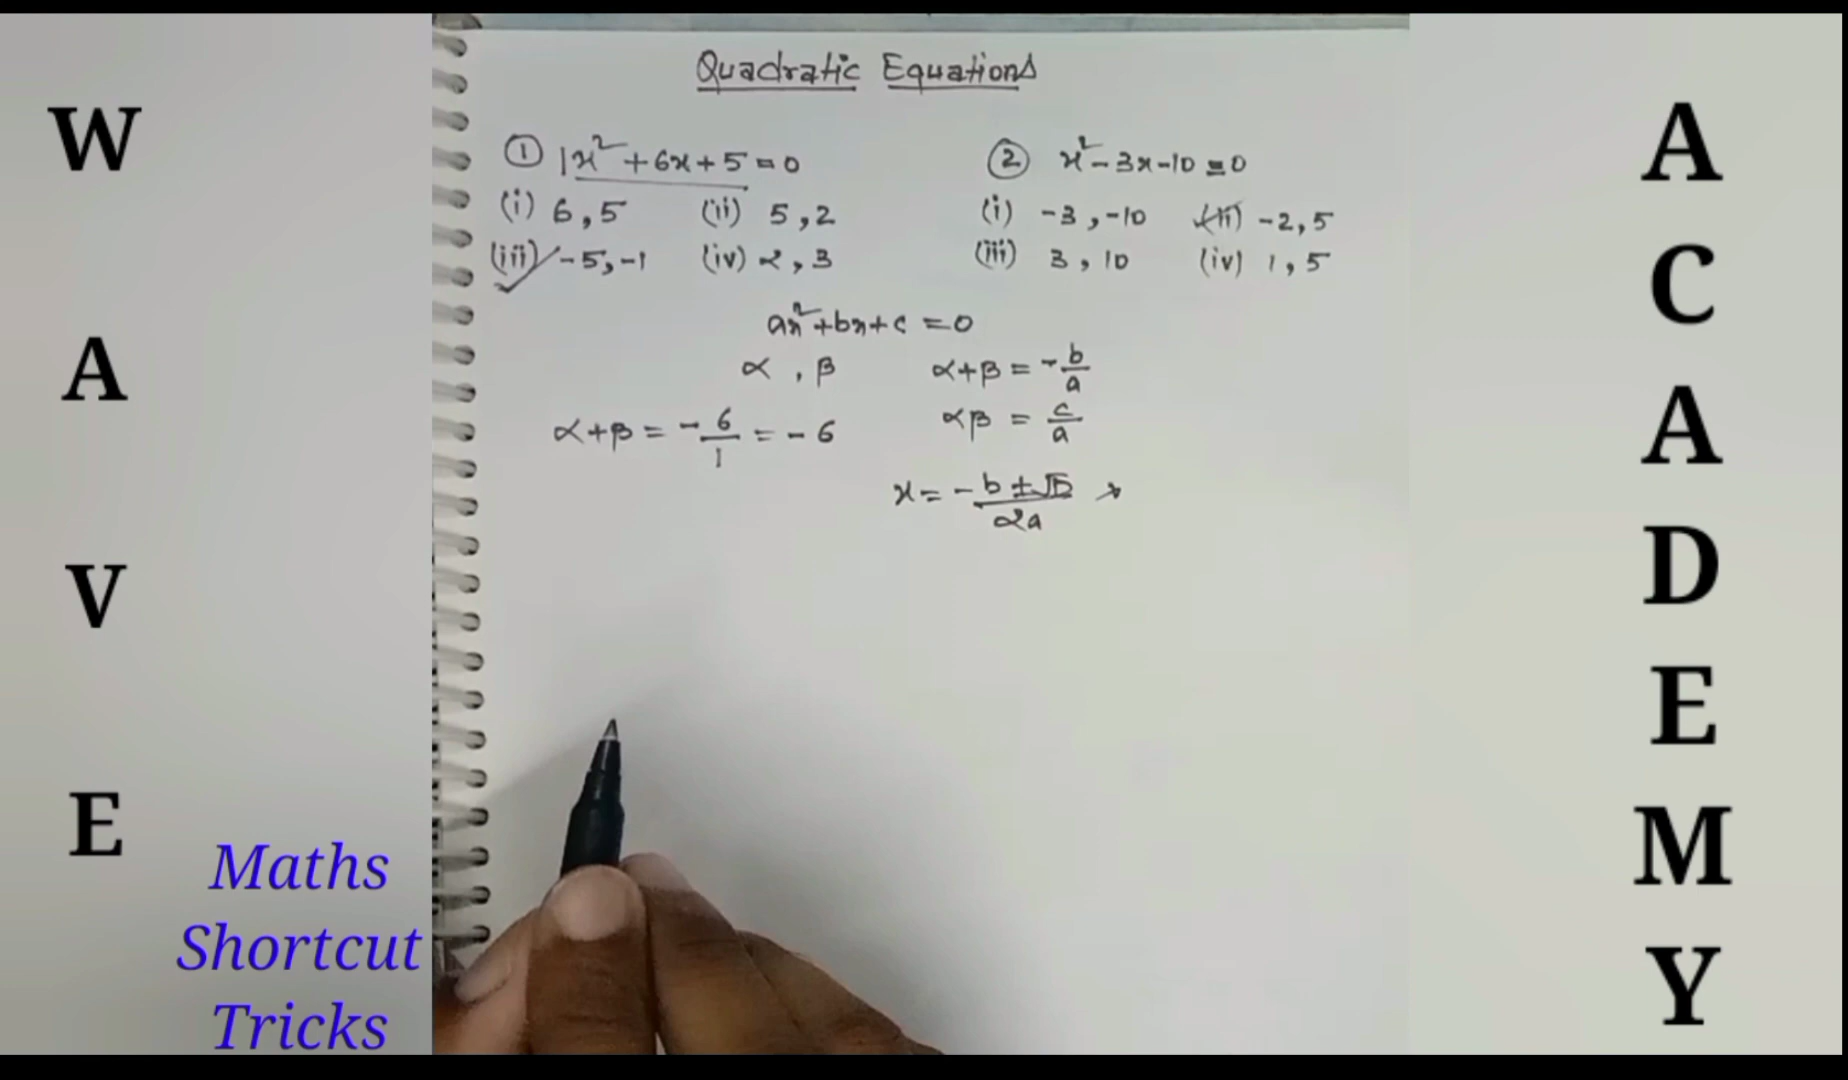 W
A
V
E
Maths
Shortcut
Tricks
Quadratic Equations
① 1x² + 6x + 5 = 0
(i) 6, 5 (ii) 5, 2
(iii) -5, -1 (iv) 2, 3
② x² - 3x - 10 = 0
(i) -3, -10 (ii) -2, 5
(iii) 3, 10 (iv) 1, 5
ax² + bx + c = 0
α, β α+β = -b/a
α+β = -6/1 = -6 αβ = c/a
x = -b ± √D / 2a
A
C
A
D
E
M
Y